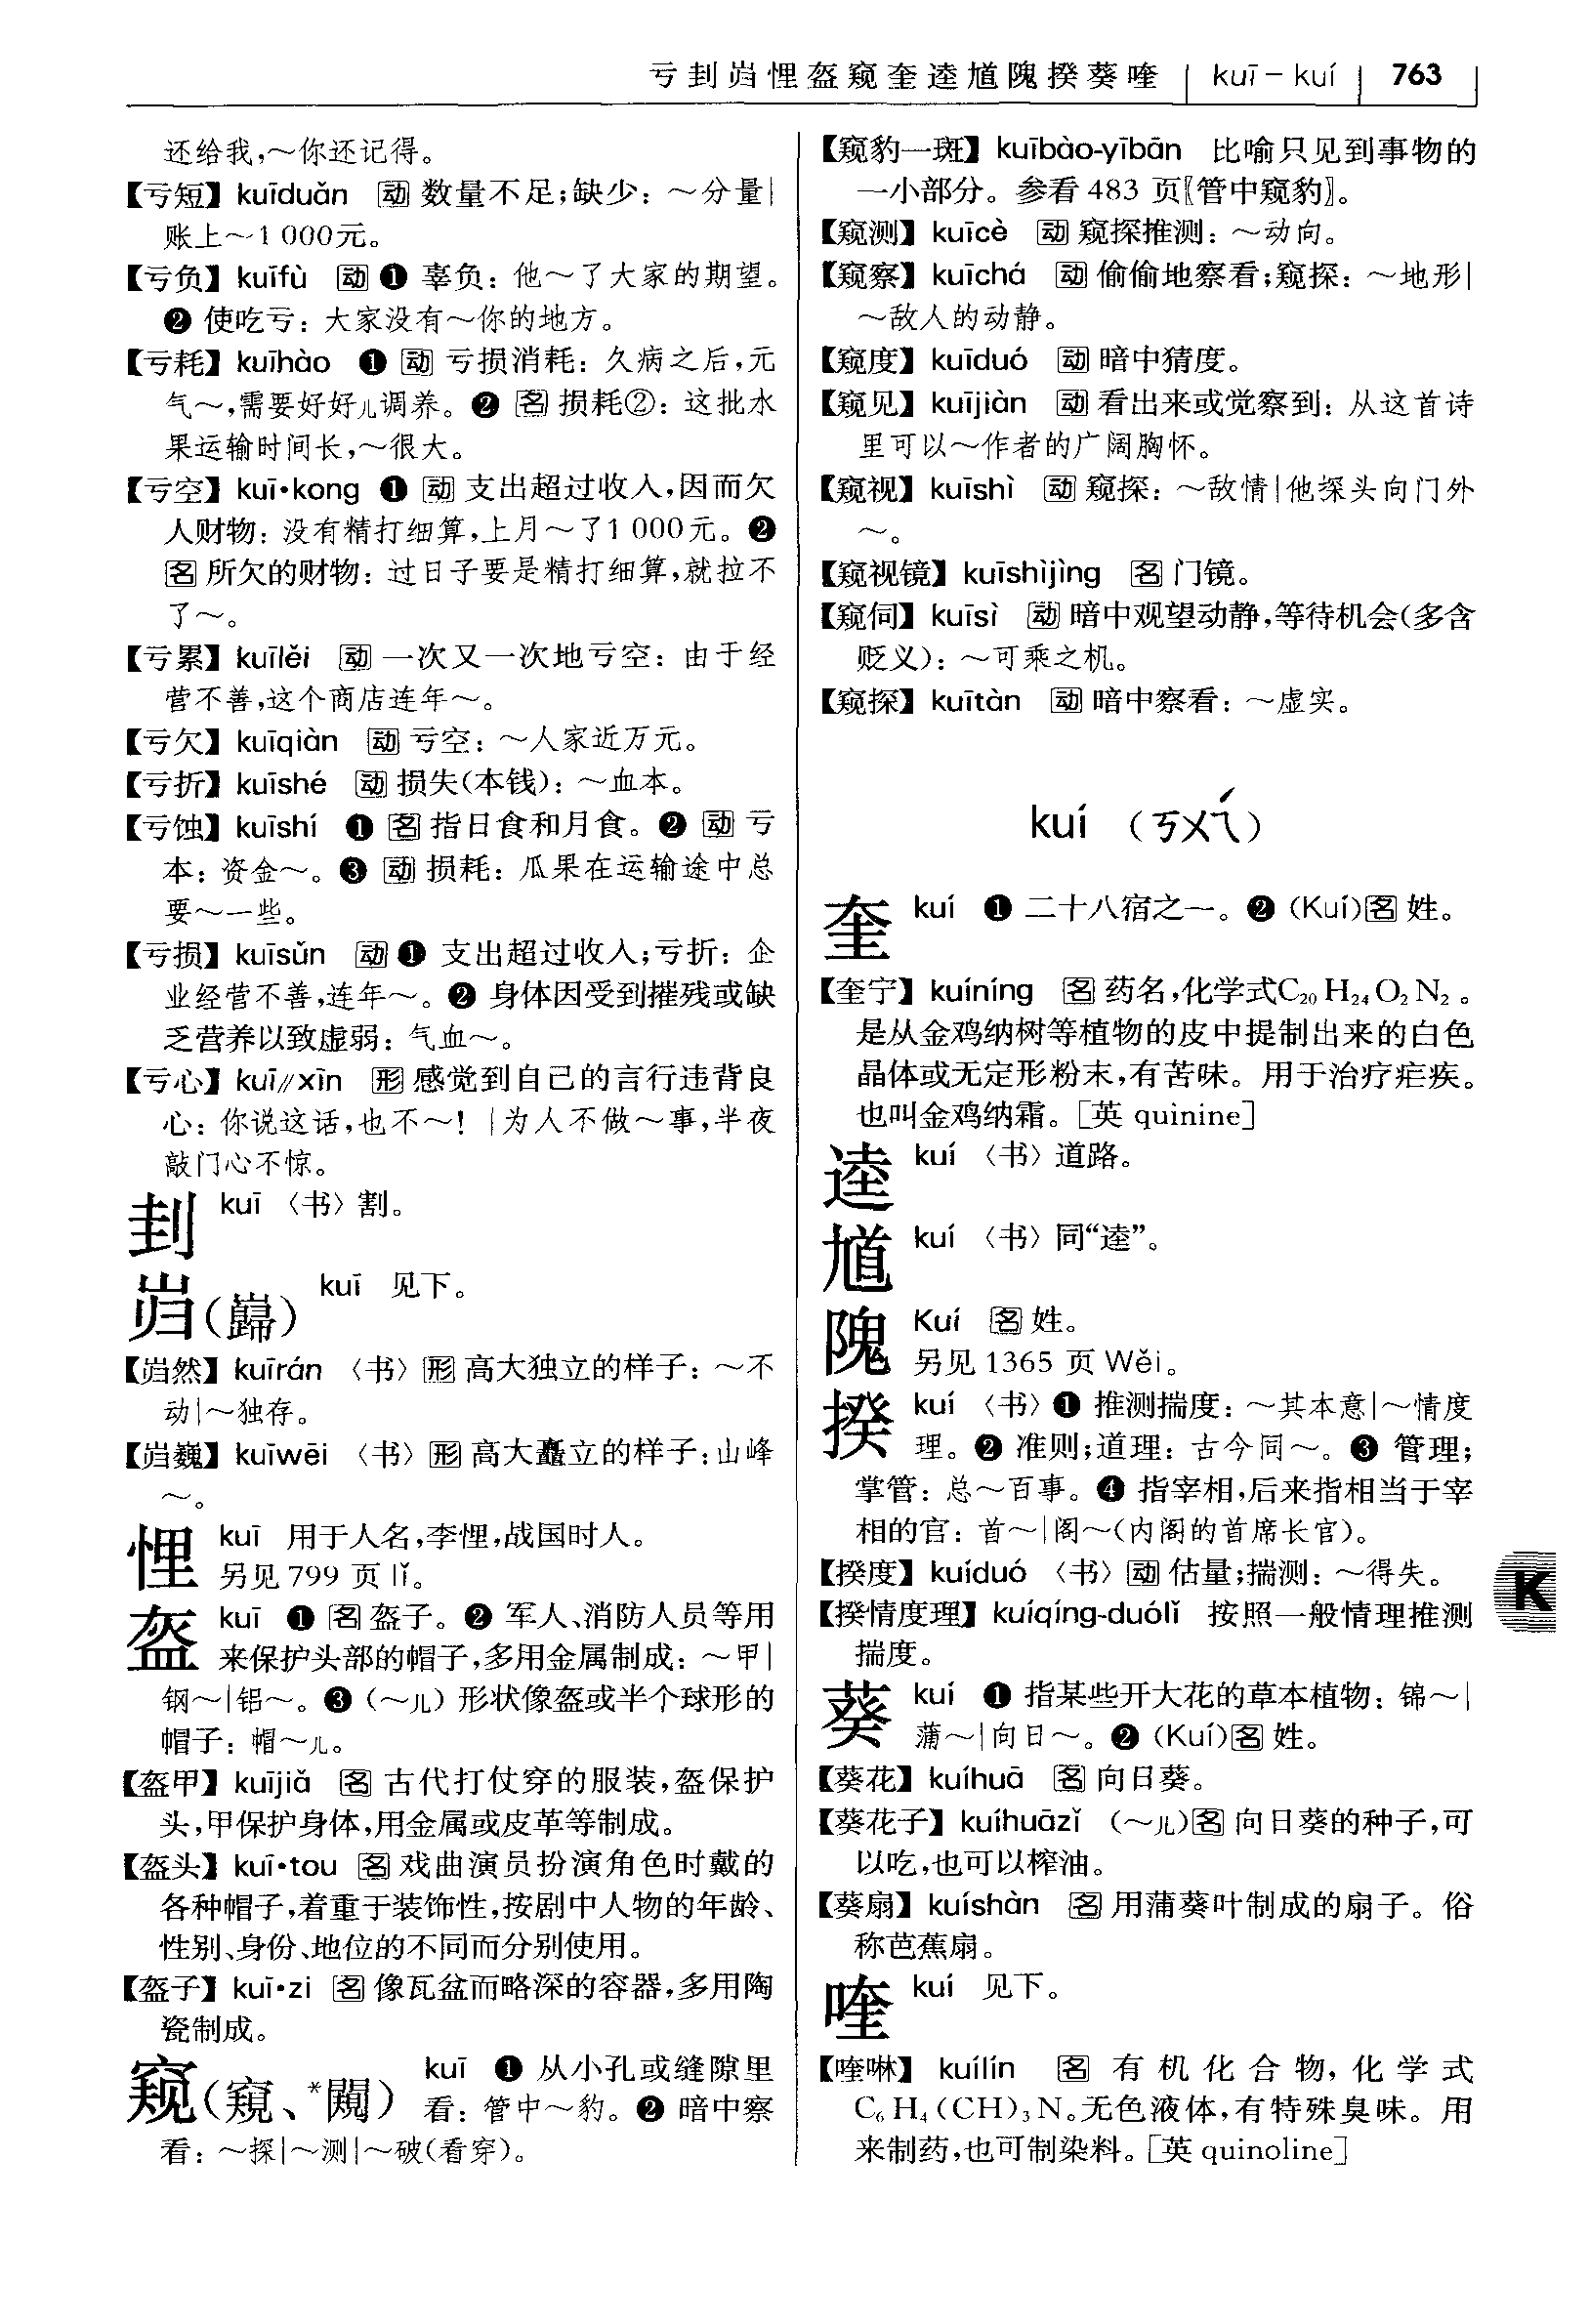 亏刲岿悝盔窥奎逵馗隗揆葵喹 kuī – kuí 763
还给我,～你还记得。
【亏短】 kuīduǎn 动 数量不足;缺少：～分量|
账上～1 000元。
【亏负】 kuīfù 动 ❶ 辜负：他～了大家的期望。
❷ 使吃亏：大家没有～你的地方。
【亏耗】 kuīhào ❶ 动 亏损消耗：久病之后,元
气～,需要好好儿调养。❷ 名 损耗②：这批水
果运输时间长,～很大。
【亏空】 kuī•kong ❶ 动 支出超过收入,因而欠
人财物：没有精打细算,上月～了1 000元。❷
名 所欠的财物：过日子要是精打细算,就拉不
了～。
【亏累】 kuīlěi 动 一次又一次地亏空：由于经
营不善,这个商店连年～。
【亏欠】 kuīqiàn 动 亏空：～人家近万元。
【亏折】 kuīshé 动 损失(本钱)：～血本。
【亏蚀】 kuīshí ❶ 名 指日食和月食。❷ 动 亏
本：资金～。❸ 动 损耗：瓜果在运输途中总
要～一些。
【亏损】 kuīsǔn 动 ❶ 支出超过收入;亏折：企
业经营不善,连年～。❷ 身体因受到摧残或缺
乏营养以致虚弱：气血～。
【亏心】 kuī//xīn 形 感觉到自己的言行违背良
心：你说这话,也不～！|为人不做～事,半夜
敲门心不惊。
刲 kuī 〈书〉割。
岿(巋) kuī 见下。
【岿然】 kuīrán 〈书〉形 高大独立的样子：～不
动|～独存。
【岿巍】 kuīwēi 〈书〉形 高大矗立的样子：山峰
～。
悝 kuī 用于人名,李悝,战国时人。
另见 799 页 lǐ。
盔 kuī ❶ 名 盔子。❷ 军人、消防人员等用
来保护头部的帽子,多用金属制成：～甲|
钢～|铝～。❸ (～儿) 形状像盔或半个球形的
帽子：帽～儿。
【盔甲】 kuījiǎ 名 古代打仗穿的服装,盔保护
头,甲保护身体,用金属或皮革等制成。
【盔头】 kuī•tou 名 戏曲演员扮演角色时戴的
各种帽子,着重于装饰性,按剧中人物的年龄、
性别、身份、地位的不同而分别使用。
【盔子】 kuī•zi 名 像瓦盆而略深的容器,多用陶
瓷制成。
窥(窺、*闚) kuī ❶ 从小孔或缝隙里
看：管中～豹。❷ 暗中察
看：～探|～测|～破(看穿)。
【窥豹一斑】 kuībào-yībān 比喻只见到事物的
一小部分。参看 483 页〖管中窥豹〗。
【窥测】 kuīcè 动 窥探推测：～动向。
【窥察】 kuīchá 动 偷偷地察看;窥探：～地形|
～敌人的动静。
【窥度】 kuīduó 动 暗中猜度。
【窥见】 kuījiàn 动 看出来或觉察到：从这首诗
里可以～作者的广阔胸怀。
【窥视】 kuīshì 动 窥探：～敌情|他探头向门外
～。
【窥视镜】 kuīshìjìng 名 门镜。
【窥伺】 kuīsì 动 暗中观望动静,等待机会(多含
贬义)：～可乘之机。
【窥探】 kuītàn 动 暗中察看：～虚实。
kuí (ㄎㄨㄟˊ)
奎 kuí ❶ 二十八宿之一。❷ (Kuí)名 姓。
【奎宁】 kuíníng 名 药名,化学式C₂₀H₂₄O₂N₂。
是从金鸡纳树等植物的皮中提制出来的白色
晶体或无定形粉末,有苦味。用于治疗疟疾。
也叫金鸡纳霜。[英 quinine]
逵 kuí 〈书〉道路。
馗 kuí 〈书〉同“逵”。
隗 Kuí 名 姓。
另见 1365 页 Wěi。
揆 kuí 〈书〉❶ 推测揣度：～其本意|～情度
理。❷ 准则;道理：古今同～。❸ 管理;
掌管：总～百事。❹ 指宰相,后来指相当于宰
相的官：首～|阁～(内阁的首席长官)。
【揆度】 kuíduó 〈书〉动 估量;揣测：～得失。
【揆情度理】 kuíqíng-duólǐ 按照一般情理推测
揣度。
葵 kuí ❶ 指某些开大花的草本植物：锦～|
蒲～|向日～。❷ (Kuí)名 姓。
【葵花】 kuíhuā 名 向日葵。
【葵花子】 kuíhuāzǐ (～儿)名 向日葵的种子,可
以吃,也可以榨油。
【葵扇】 kuíshàn 名 用蒲葵叶制成的扇子。俗
称芭蕉扇。
喹 kuí 见下。
【喹啉】 kuílín 名 有机化合物,化学式
C₆H₄(CH)₃N。无色液体,有特殊臭味。用
来制药,也可制染料。[英 quinoline]
K